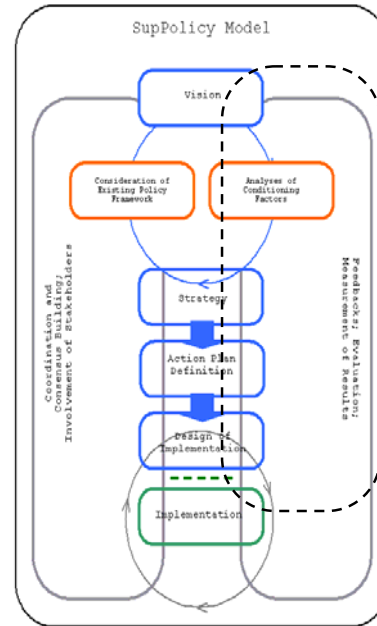 SupPolicy Model
Vision
Consideration of
Existing Policy
Framework
Analyses of
Conditioning
Factors
Coordination and
Consensus Building;
Involvement of Stakeholders
Feedbacks; Evaluation;
Measurement of Results
Strategy
Action Plan
Definition
Design of
Implementation
Implementation